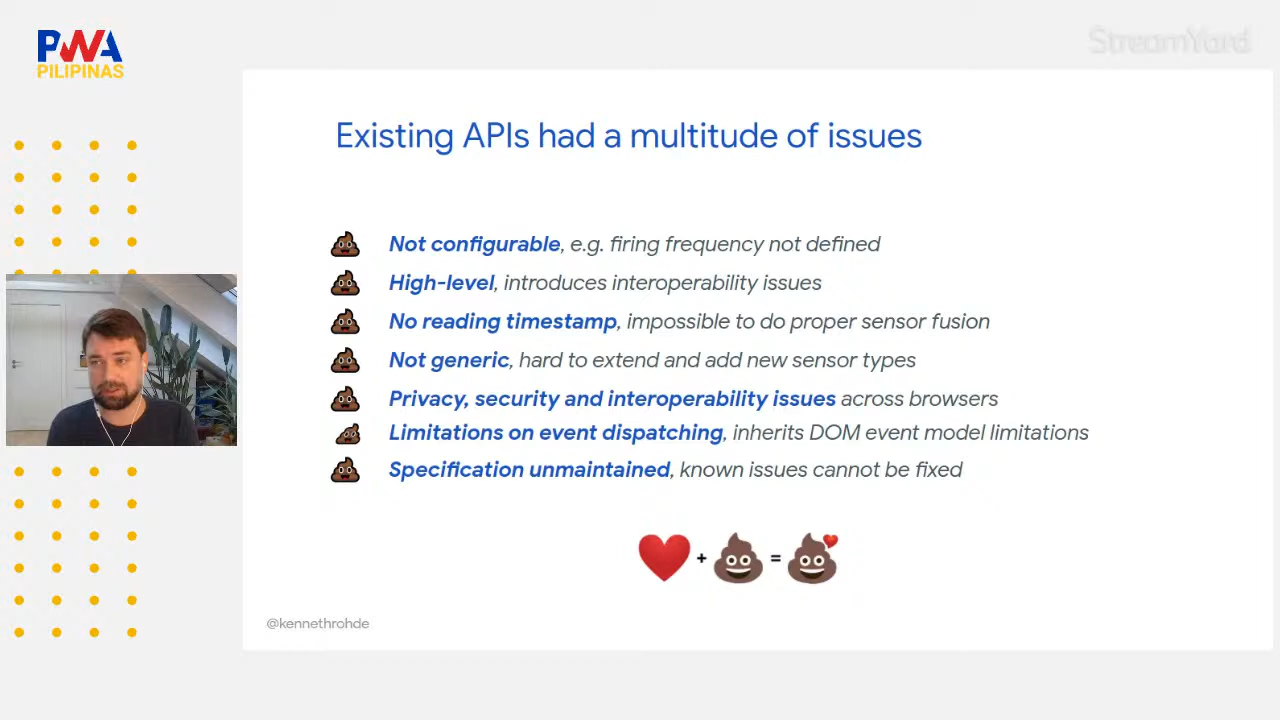 PWA
PILIPINAS
StreamYard
Existing APIs had a multitude of issues
Not configurable, e.g. firing frequency not defined
High-level, introduces interoperability issues
No reading timestamp, impossible to do proper sensor fusion
Not generic, hard to extend and add new sensor types
Privacy, security and interoperability issues across browsers
Limitations on event dispatching, inherits DOM event model limitations
Specification unmaintained, known issues cannot be fixed
+ =
@kennethrohde